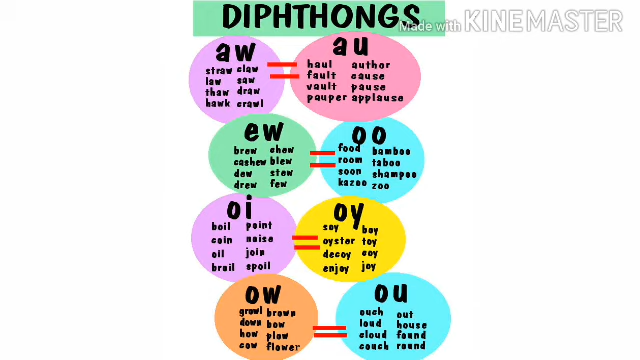 DIPHTHONGS
Made with KINEMASTER
aw
straw claw
law saw
thaw draw
hawk crawl
au
haul author
fault cause
vault pause
pauper applause
ew
brew chew
cashew blew
dew stew
drew few
oo
food bamboo
room taboo
soon shampoo
kazoo zoo
oi
boil point
coin noise
oil join
broil spoil
oy
soy boy
oyster toy
decoy coy
enjoy joy
ow
growl brown
down bow
how plow
cow flower
ou
ouch out
loud house
cloud found
couch round